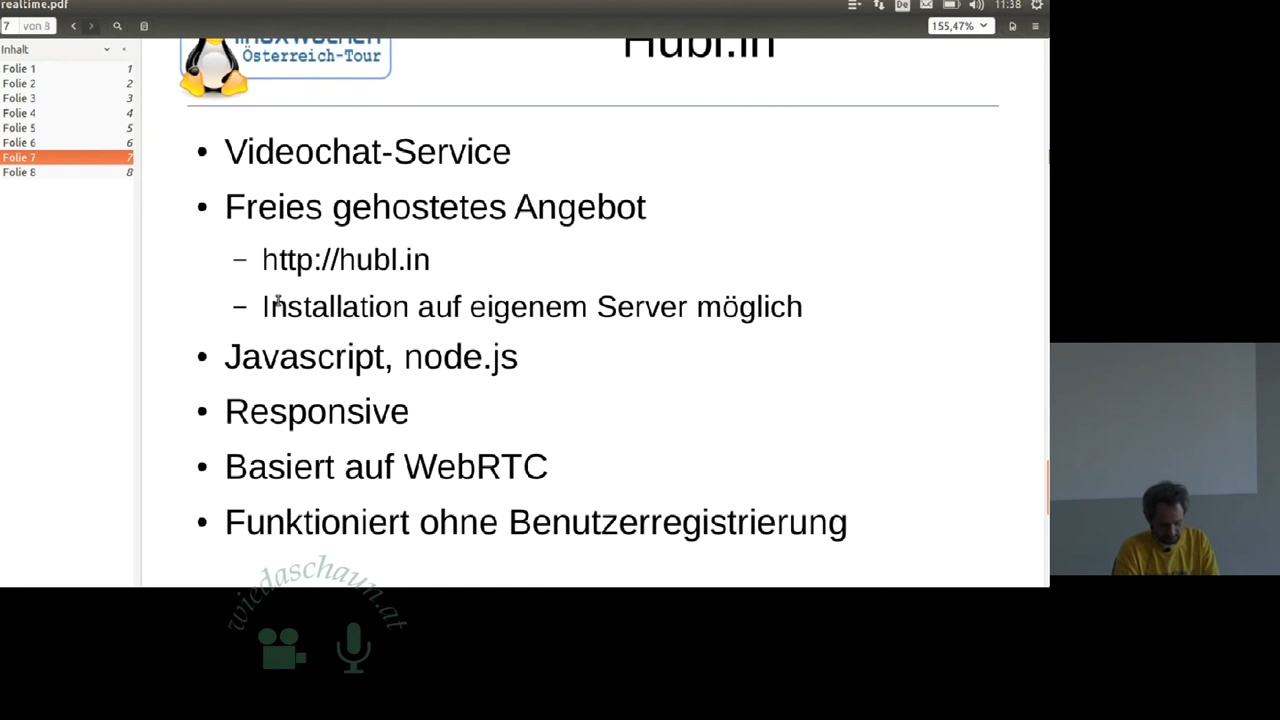 realtime.pdf
De
11:38
7 von 8
155,47%
Inhalt
Folie 1 1
Folie 2 2
Folie 3 3
Folie 4 4
Folie 5 5
Folie 6 6
Folie 7 7
Folie 8 8
Österreich-Tour
Hubl.in
• Videochat-Service
• Freies gehostetes Angebot
– http://hubl.in
– Installation auf eigenem Server möglich
• Javascript, node.js
• Responsive
• Basiert auf WebRTC
• Funktioniert ohne Benutzerregistrierung
wiedaschaun.at